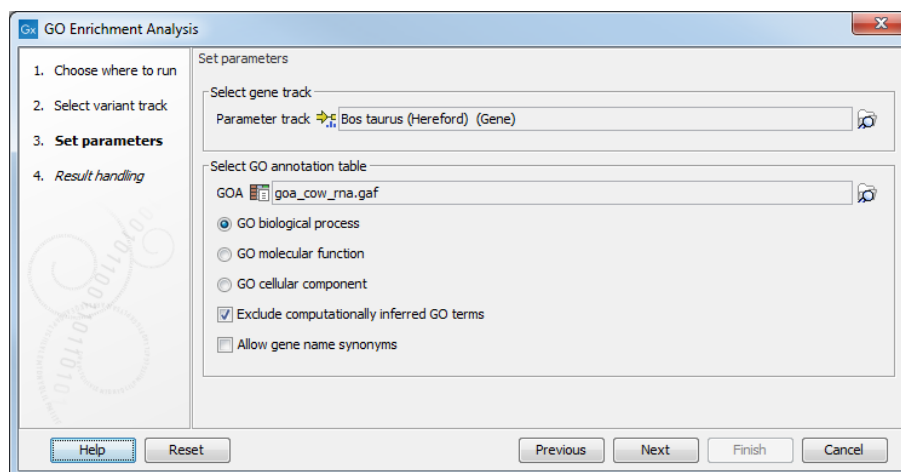 Gx GO Enrichment Analysis
1. Choose where to run
2. Select variant track
3. Set parameters
4. Result handling
Set parameters
Select gene track
Parameter track Bos taurus (Hereford) (Gene)
Select GO annotation table
GOA goa_cow_rna.gaf
GO biological process
GO molecular function
GO cellular component
Exclude computationally inferred GO terms
Allow gene name synonyms
Help Reset Previous Next Finish Cancel